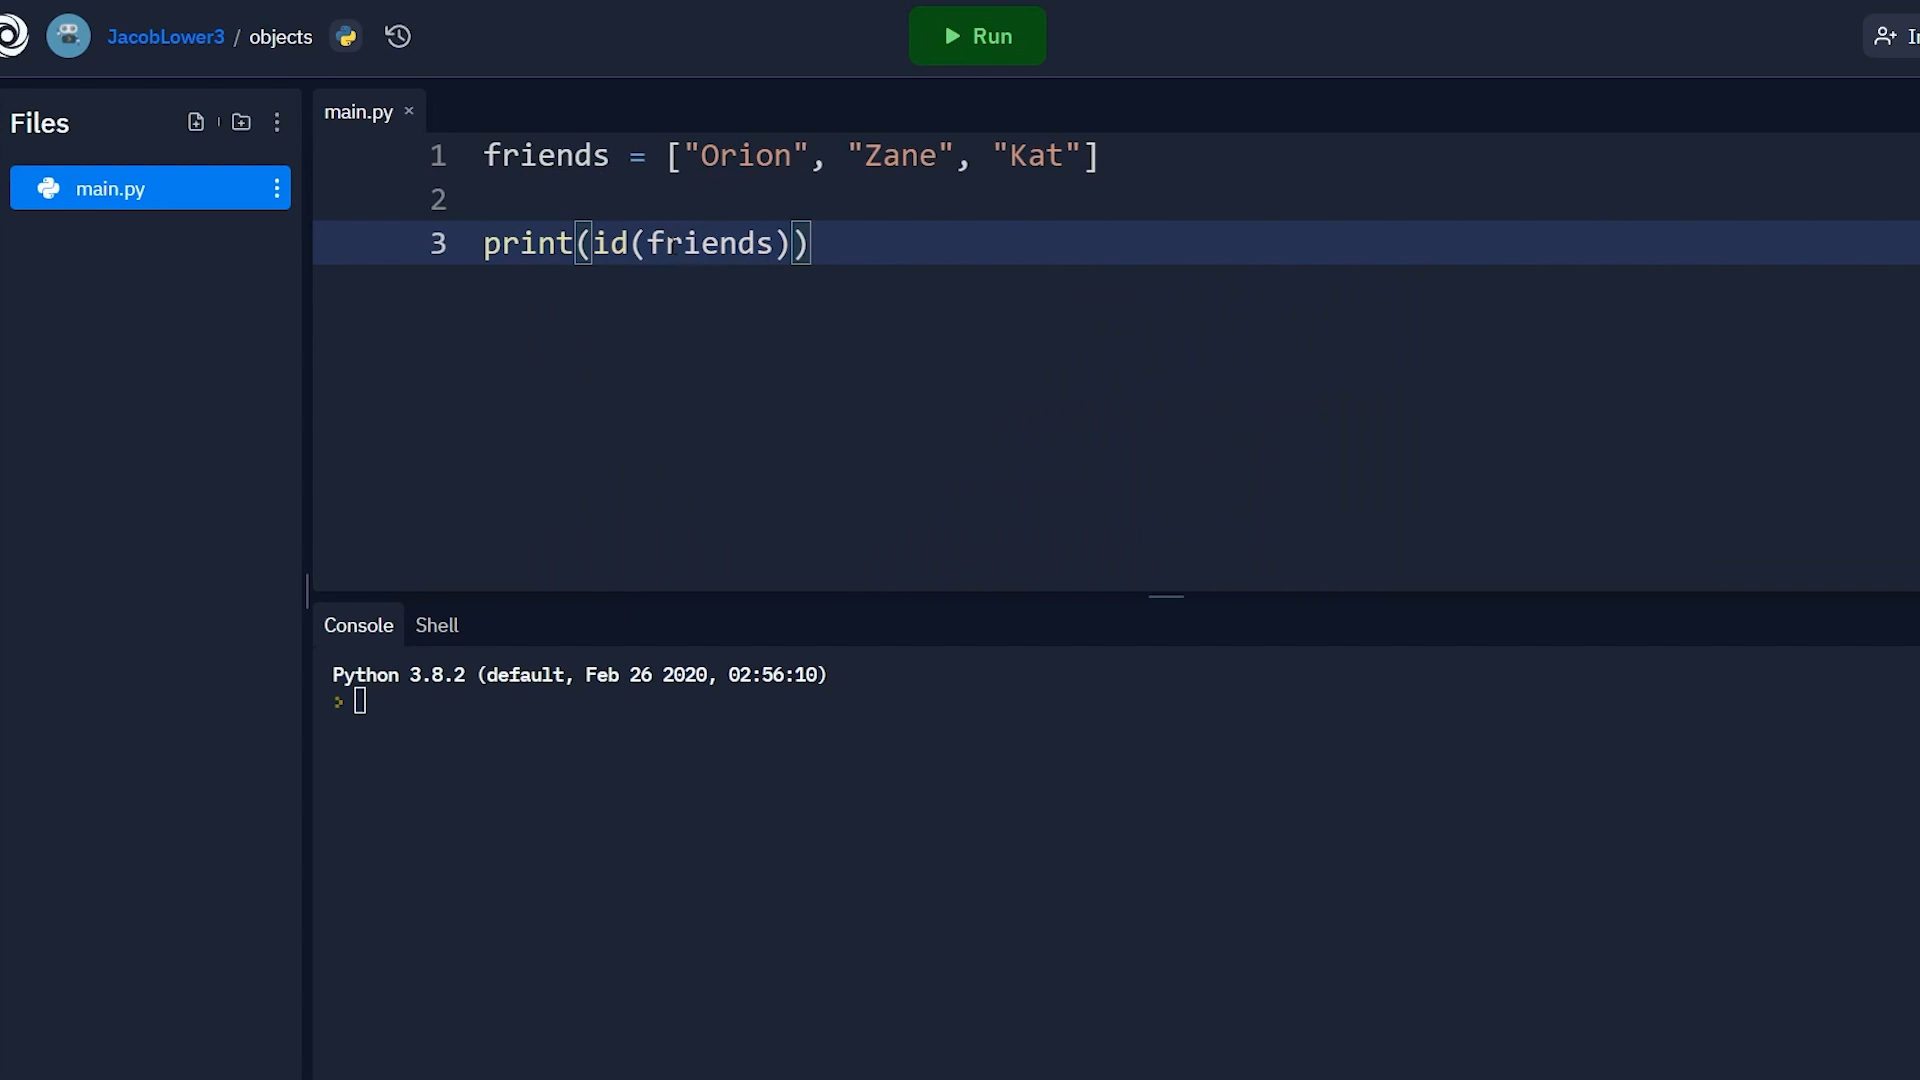 JacobLower3 / objects
Run
Files
main.py
main.py ×
1 friends = ["Orion", "Zane", "Kat"]
2
3 print(id(friends))
Console Shell
Python 3.8.2 (default, Feb 26 2020, 02:56:10)
>